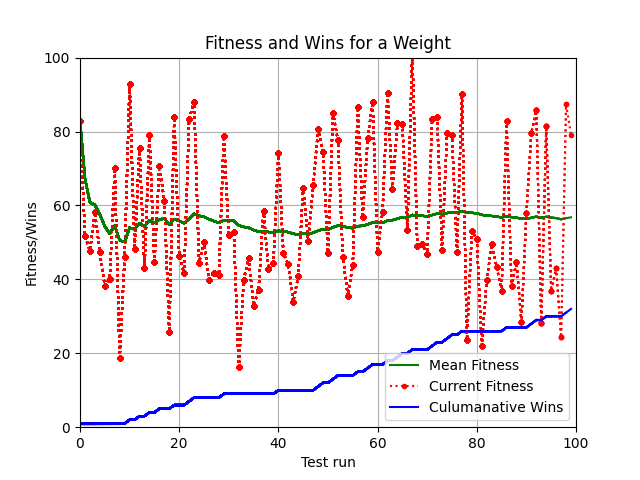 Fitness and Wins for a Weight
100
80
60
40
20
0
Fitness/Wins
0 20 40 60 80 100
Test run
Mean Fitness
Current Fitness
Culumanative Wins